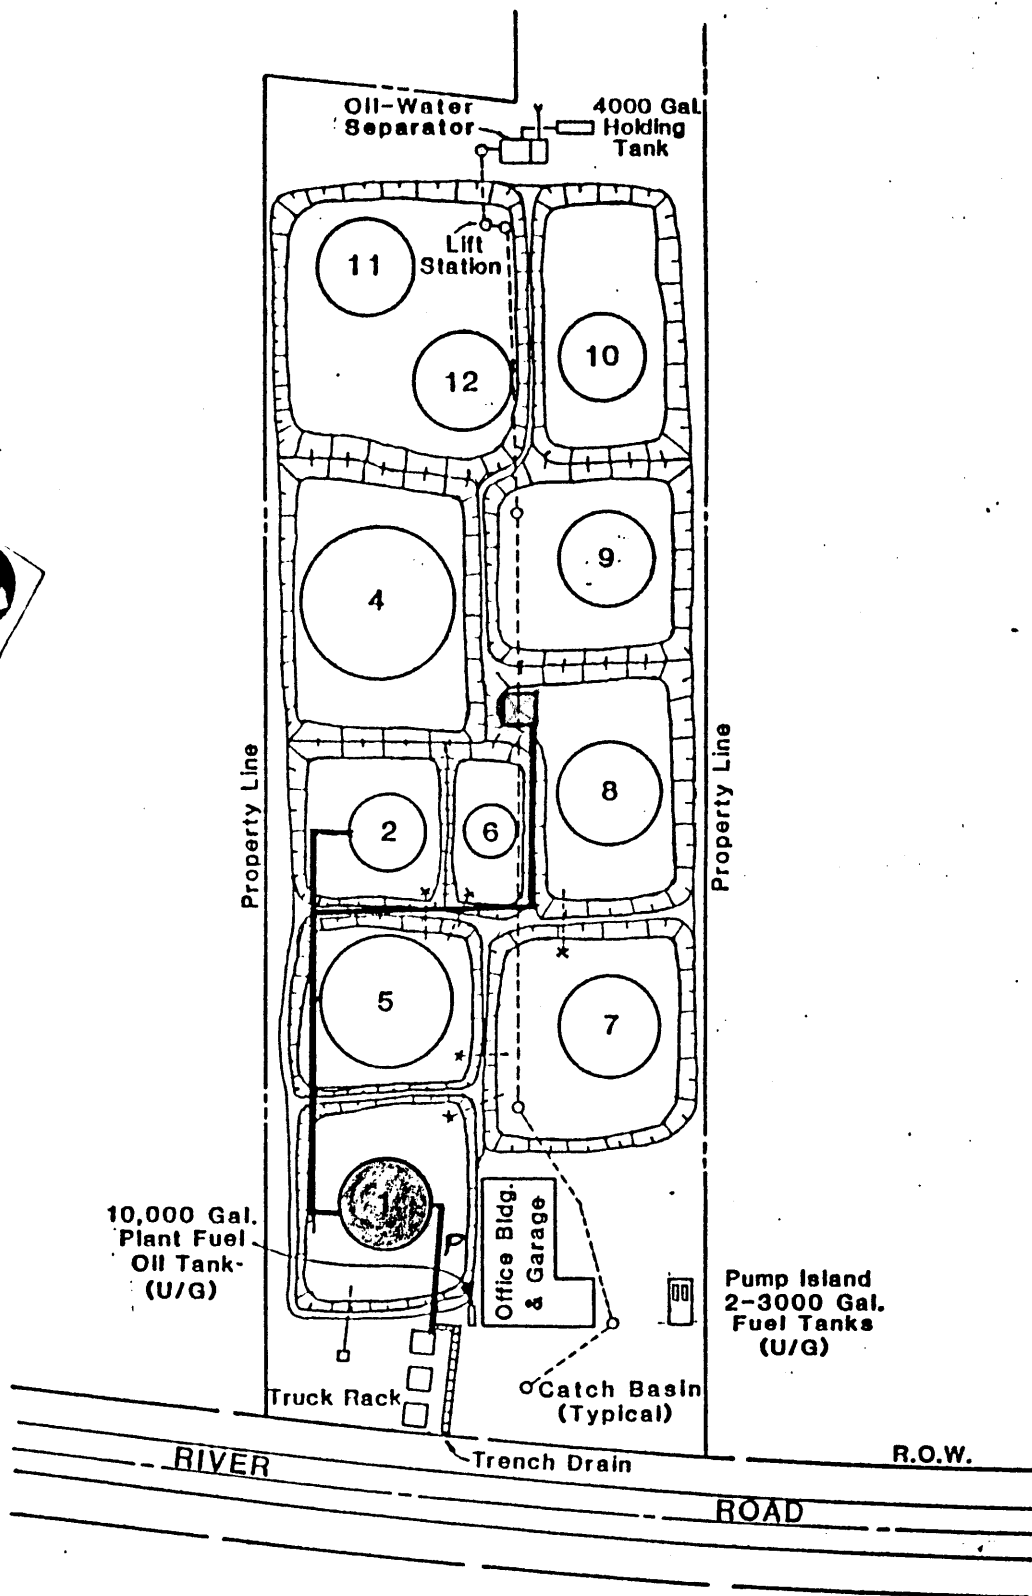 Oil-Water
Separator
4000 Gal.
Holding
Tank
Lift
Station
11
12
10
9
4
8
2
6
Property Line
Property Line
5
7
1
P
Office Bldg.
& Garage
10,000 Gal.
Plant Fuel
Oil Tank-
(U/G)
Pump Island
2-3000 Gal.
Fuel Tanks
(U/G)
Truck Rack
Catch Basin
(Typical)
Trench Drain
R.O.W.
RIVER
ROAD